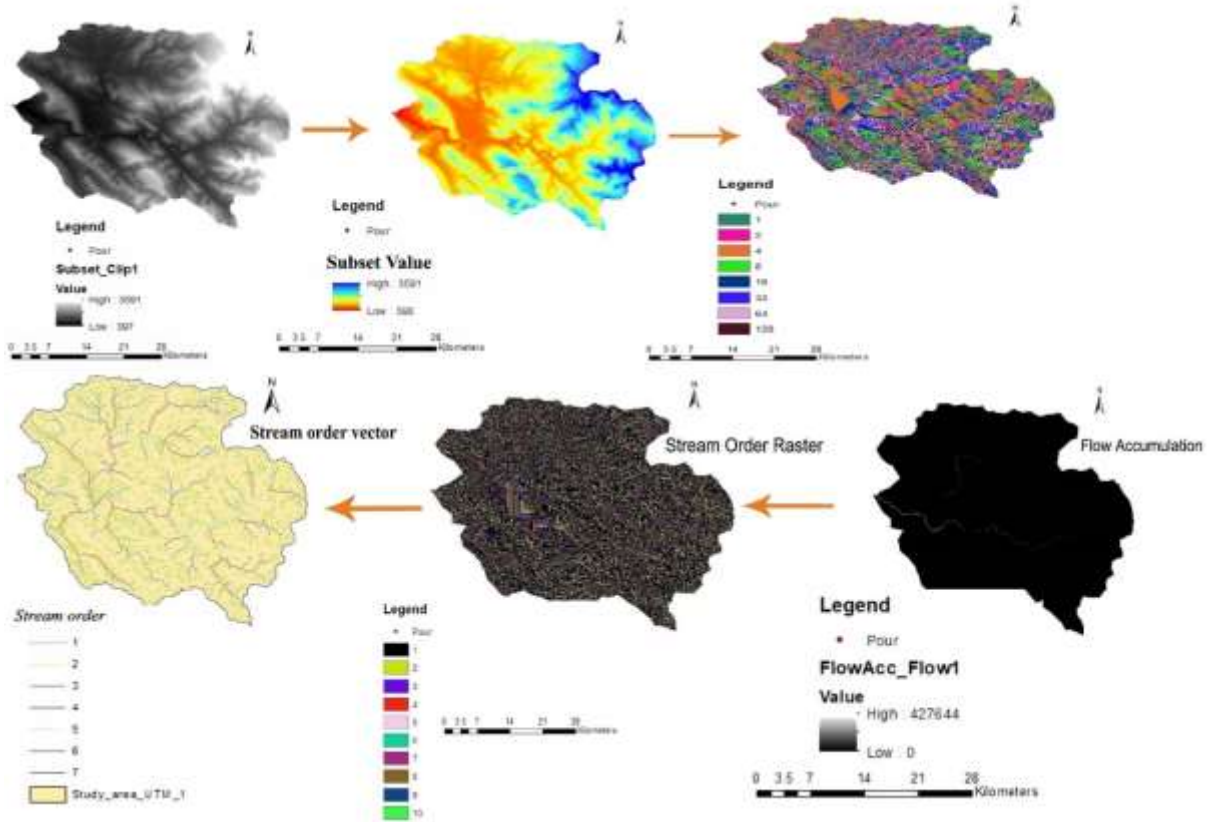 N
Legend
Pour
Subset_Clip1
Value
High : 3591
Low : 397
0 3.5 7 14 21 28
Kilometers
Legend
Pour
Subset Value
High : 3591
Low
0 3.5 7 14 21 28
Kilometers
Legend
Pour
1
2
4
8
16
32
64
128
0 3.5 7 14 21 28
Kilometers
N
Stream order vector
Stream order
1
2
3
4
5
6
7
Study_area_UTM_1
N
Stream Order Raster
Legend
Pour
1
2
3
4
5
6
7
8
9
10
0 3.5 7 14 21 28
Kilometers
Flow Accumulation
Legend
Pour
FlowAcc_Flow1
Value
High : 427644
Low : 0
0 3.5 7 14 21 28
Kilometers